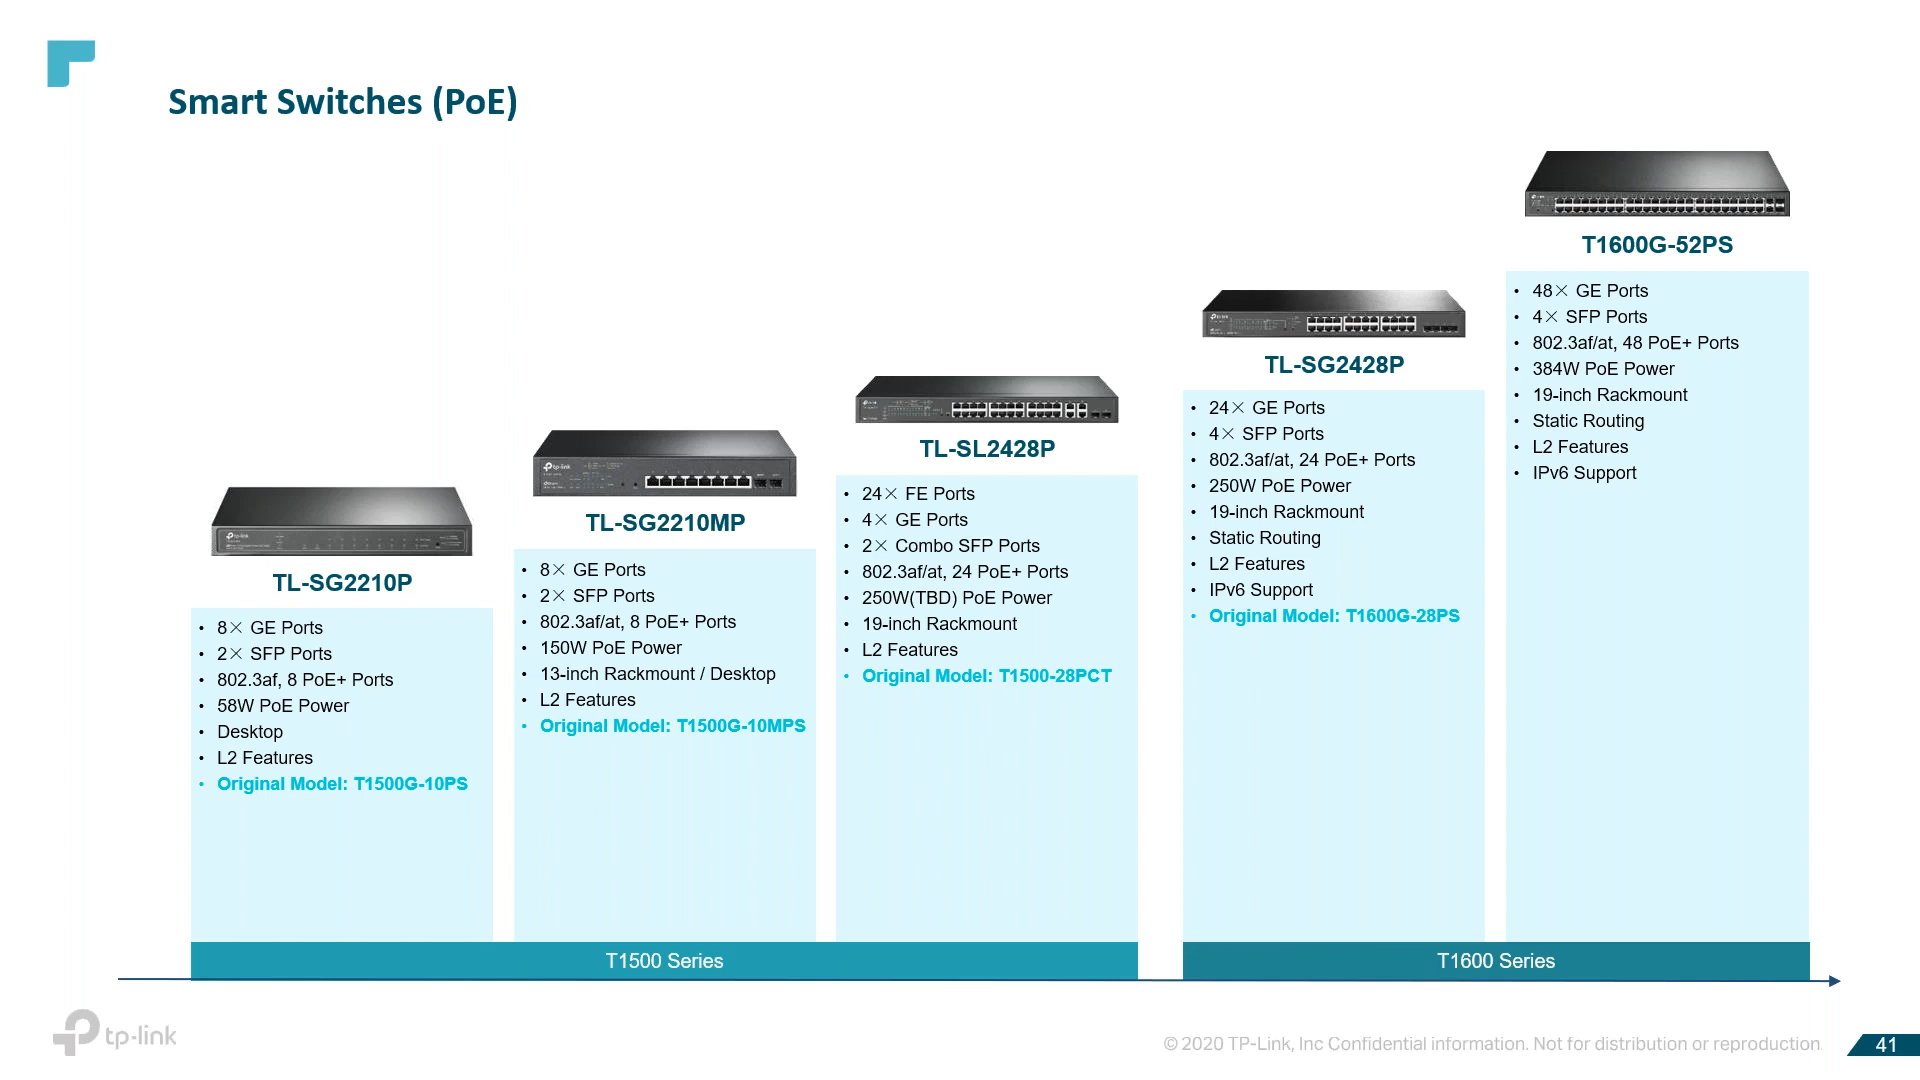 Smart Switches (PoE)
TL-SG2210P
• 8× GE Ports
• 2× SFP Ports
• 802.3af, 8 PoE+ Ports
• 58W PoE Power
• Desktop
• L2 Features
• Original Model: T1500G-10PS
TL-SG2210MP
• 8× GE Ports
• 2× SFP Ports
• 802.3af/at, 8 PoE+ Ports
• 150W PoE Power
• 13-inch Rackmount / Desktop
• L2 Features
• Original Model: T1500G-10MPS
TL-SL2428P
• 24× FE Ports
• 4× GE Ports
• 2× Combo SFP Ports
• 802.3af/at, 24 PoE+ Ports
• 250W(TBD) PoE Power
• 19-inch Rackmount
• L2 Features
• Original Model: T1500-28PCT
TL-SG2428P
• 24× GE Ports
• 4× SFP Ports
• 802.3af/at, 24 PoE+ Ports
• 250W PoE Power
• 19-inch Rackmount
• Static Routing
• L2 Features
• IPv6 Support
• Original Model: T1600G-28PS
T1600G-52PS
• 48× GE Ports
• 4× SFP Ports
• 802.3af/at, 48 PoE+ Ports
• 384W PoE Power
• 19-inch Rackmount
• Static Routing
• L2 Features
• IPv6 Support
T1500 Series
T1600 Series
tp-link
© 2020 TP-Link, Inc Confidential information. Not for distribution or reproduction.
41